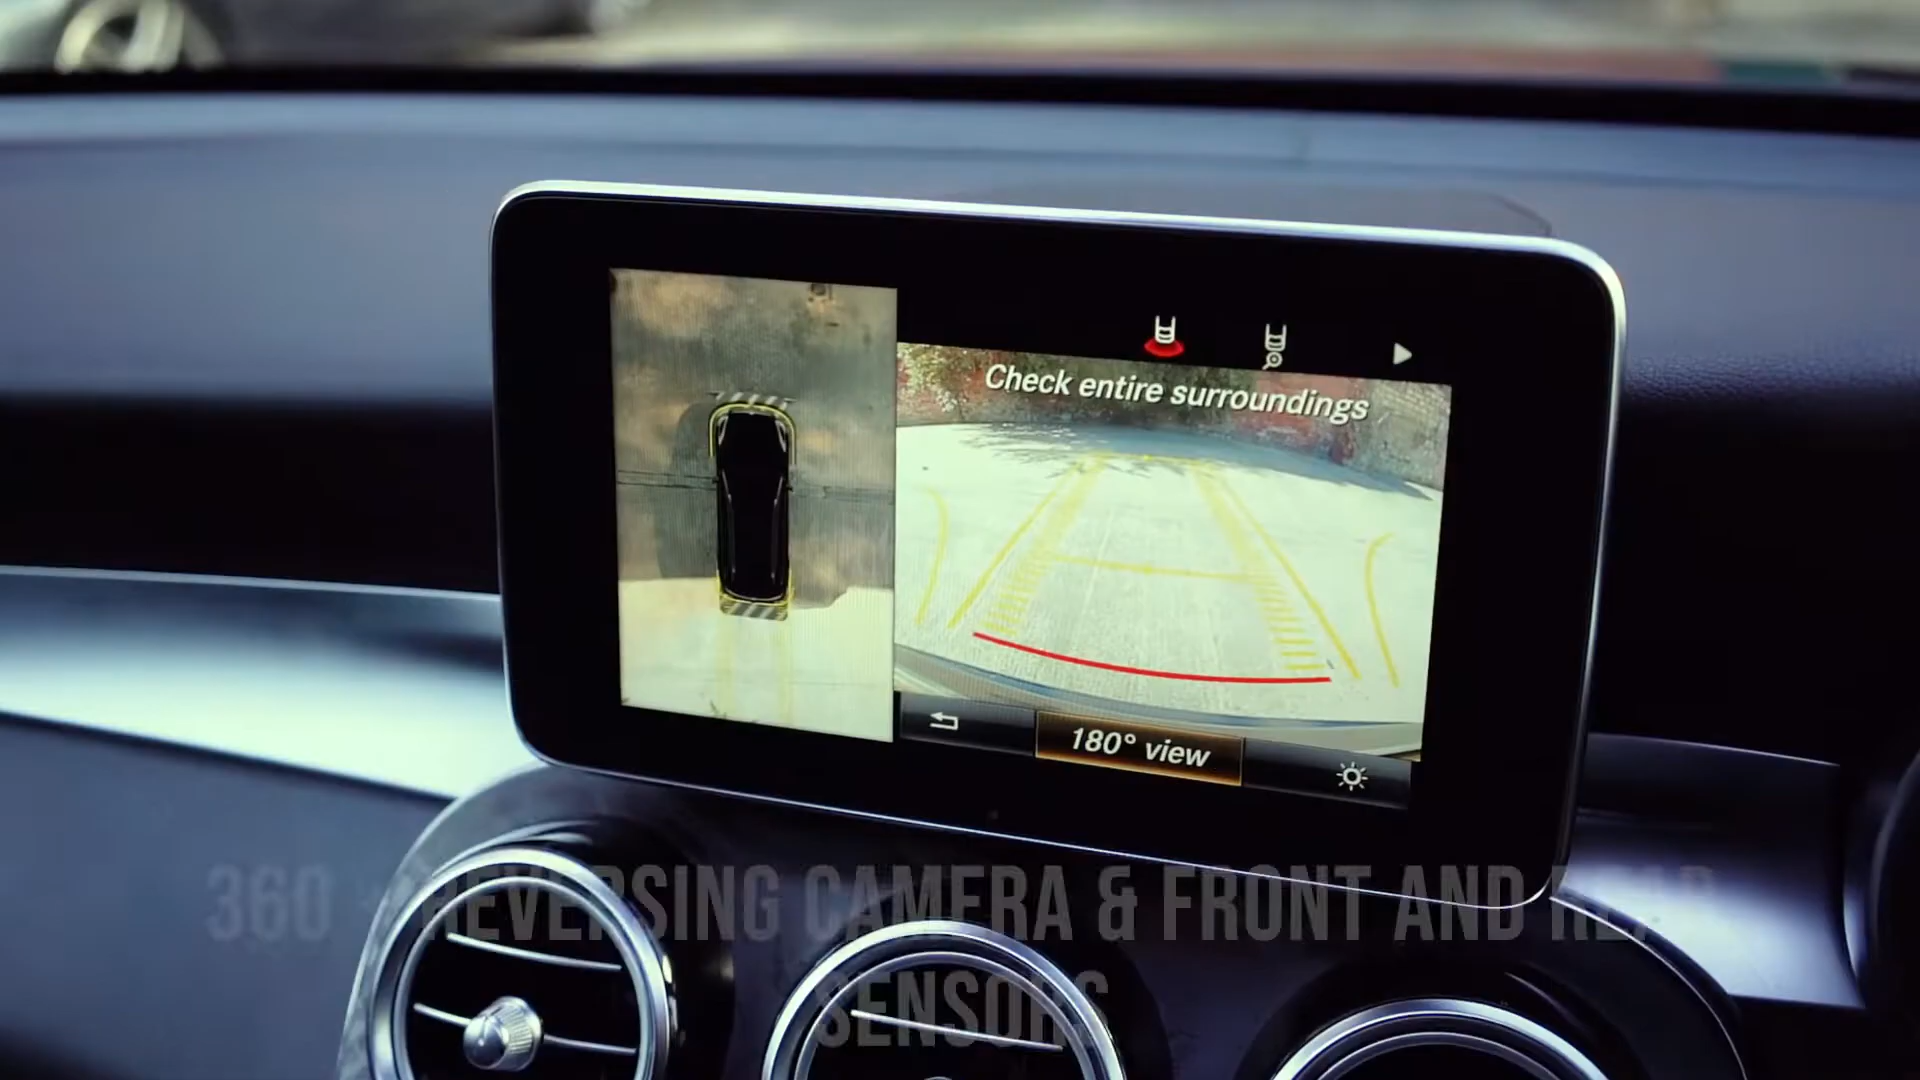 Check entire surroundings
180° view
360 REVERSING CAMERA & FRONT AND REAR
SENSORS